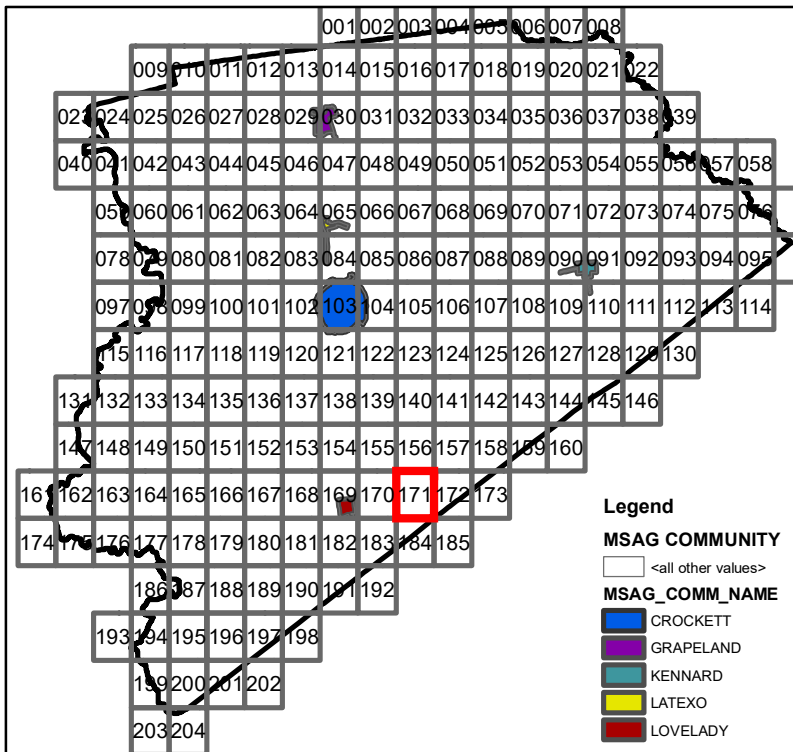 001 002 003 004 005 006 007 008
009 010 011 012 013 014 015 016 017 018 019 020 021 022
023 024 025 026 027 028 029 030 031 032 033 034 035 036 037 038 039
040 041 042 043 044 045 046 047 048 049 050 051 052 053 054 055 056 057 058
059 060 061 062 063 064 065 066 067 068 069 070 071 072 073 074 075 076
078 079 080 081 082 083 084 085 086 087 088 089 090 091 092 093 094 095
097 098 099 100 101 102 103 104 105 106 107 108 109 110 111 112 113 114
115 116 117 118 119 120 121 122 123 124 125 126 127 128 129 130
131 132 133 134 135 136 137 138 139 140 141 142 143 144 145 146
147 148 149 150 151 152 153 154 155 156 157 158 159 160
161 162 163 164 165 166 167 168 169 170 171 172 173
174 175 176 177 178 179 180 181 182 183 184 185
186 187 188 189 190 191 192
193 194 195 196 197 198
199 200 201 202
203 204
Legend
MSAG COMMUNITY
<all other values>
MSAG_COMM_NAME
CROCKETT
GRAPELAND
KENNARD
LATEXO
LOVELADY